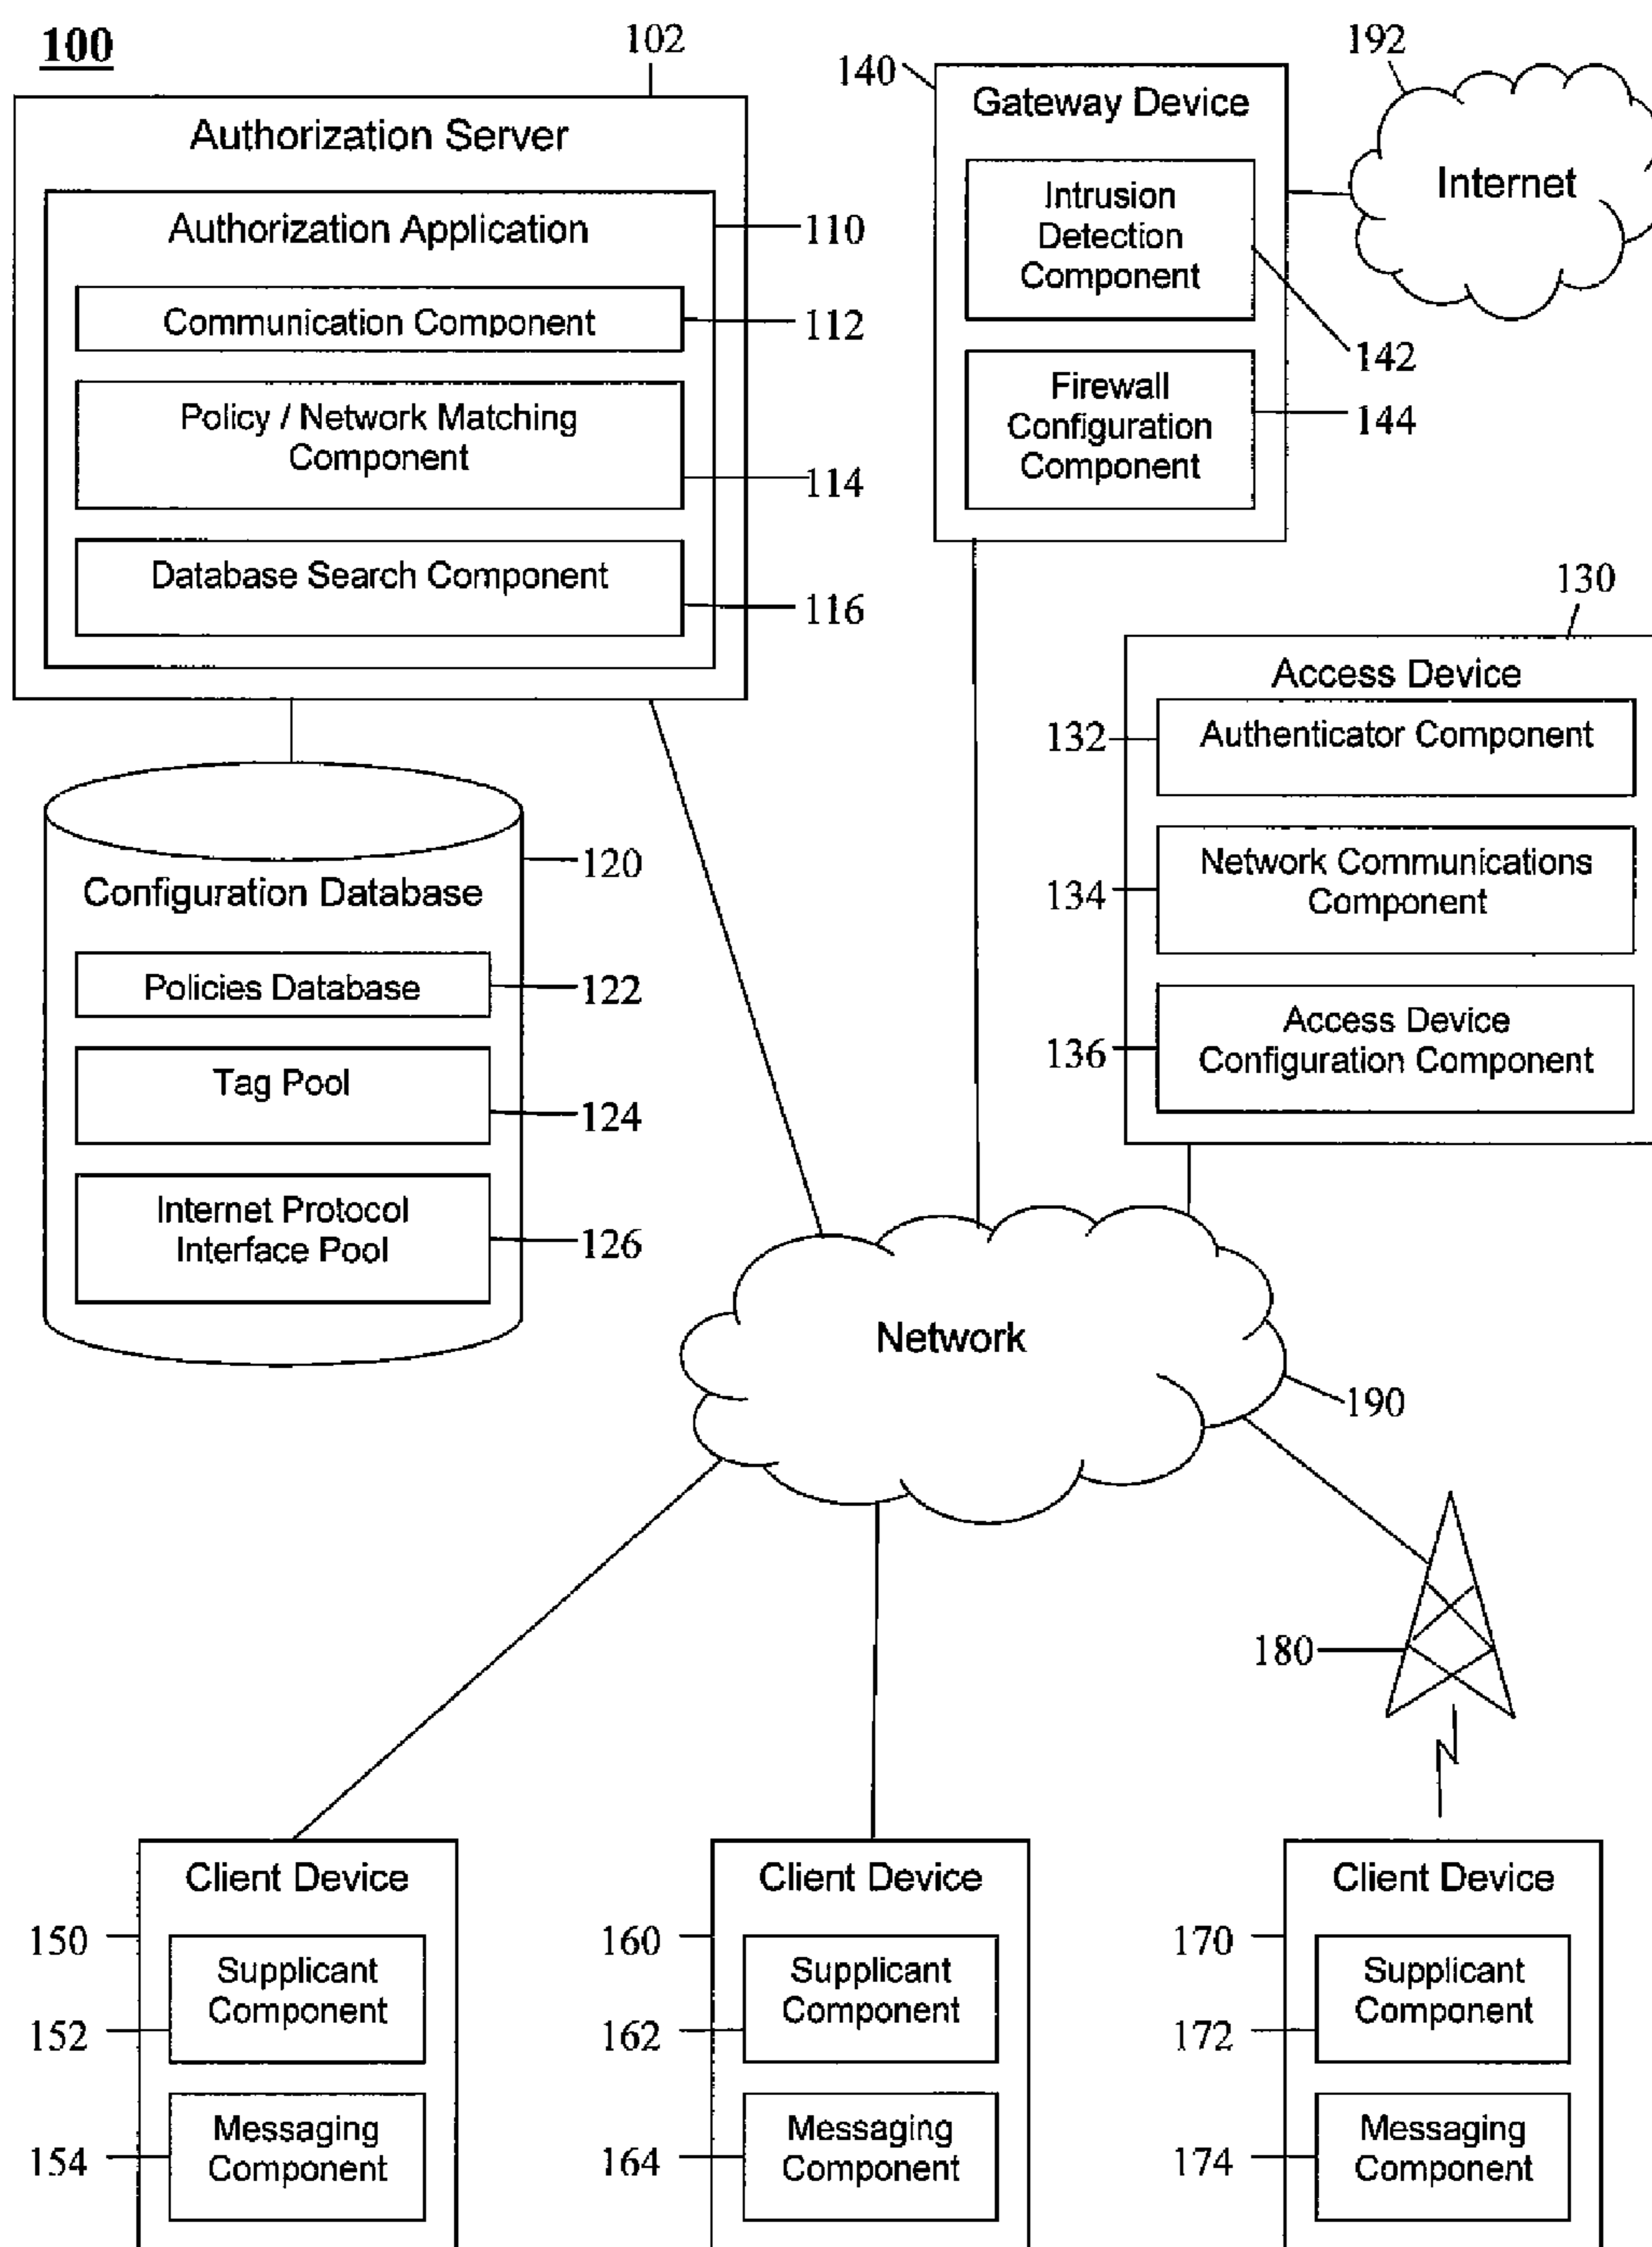 100
102
Authorization Server
Authorization Application
110
Communication Component
112
Policy / Network Matching
Component
114
Database Search Component
116
140
Gateway Device
Intrusion
Detection
Component
142
Firewall
Configuration
Component
144
192
Internet
130
Access Device
132
Authenticator Component
134
Network Communications
Component
136
Access Device
Configuration Component
120
Configuration Database
Policies Database
122
Tag Pool
124
Internet Protocol
Interface Pool
126
Network
190
180
Client Device
150
Supplicant
Component
152
Messaging
Component
154
Client Device
160
Supplicant
Component
162
Messaging
Component
164
Client Device
170
Supplicant
Component
172
Messaging
Component
174